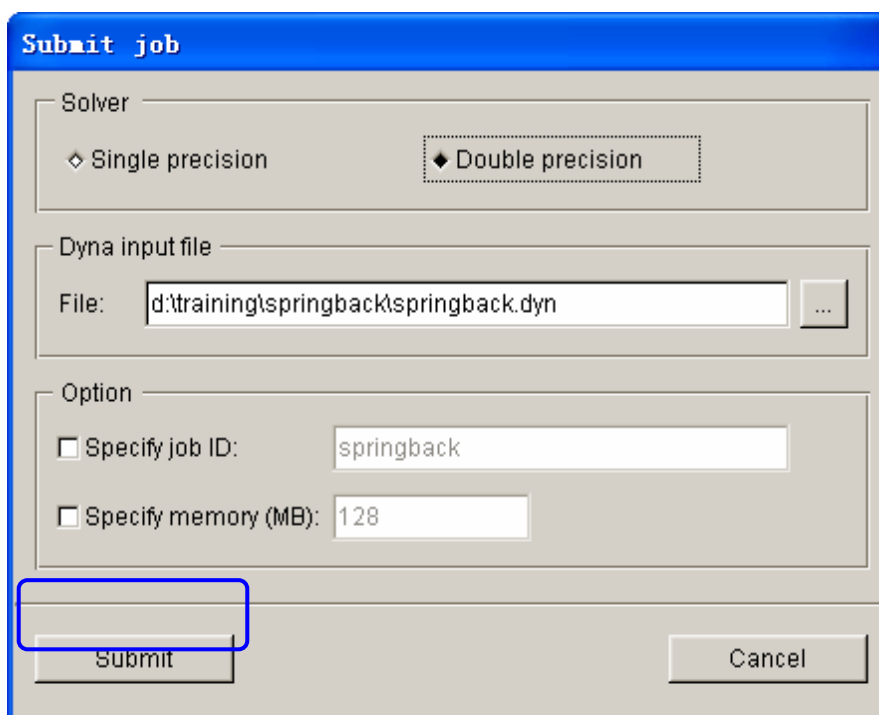 Submit job
Solver
Single precision Double precision
Dyna input file
File: d:\training\springback\springback.dyn ...
Option
Specify job ID: springback
Specify memory (MB): 128
Submit Cancel